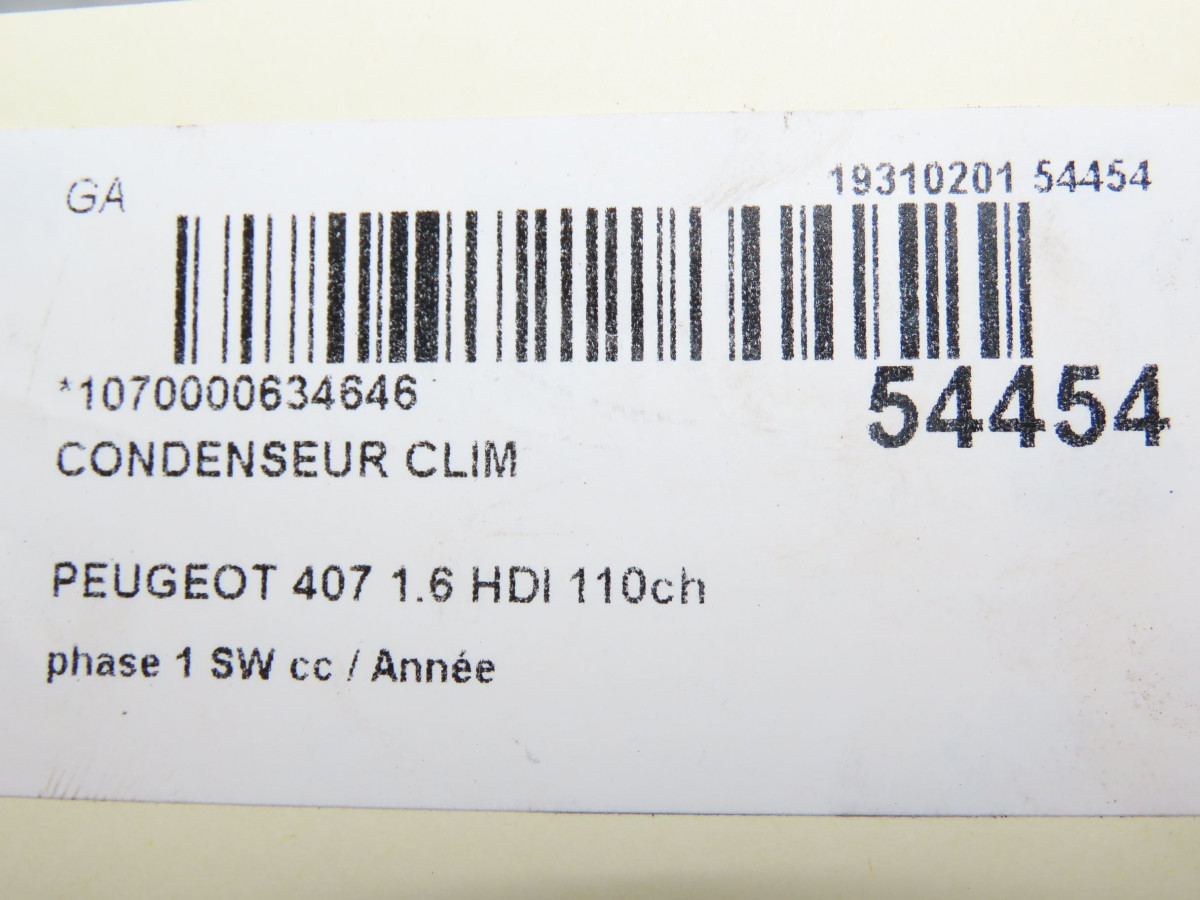 GA
19310201 54454
*1070000634646
54454
CONDENSEUR CLIM
PEUGEOT 407 1.6 HDI 110ch
phase 1 SW cc / Année